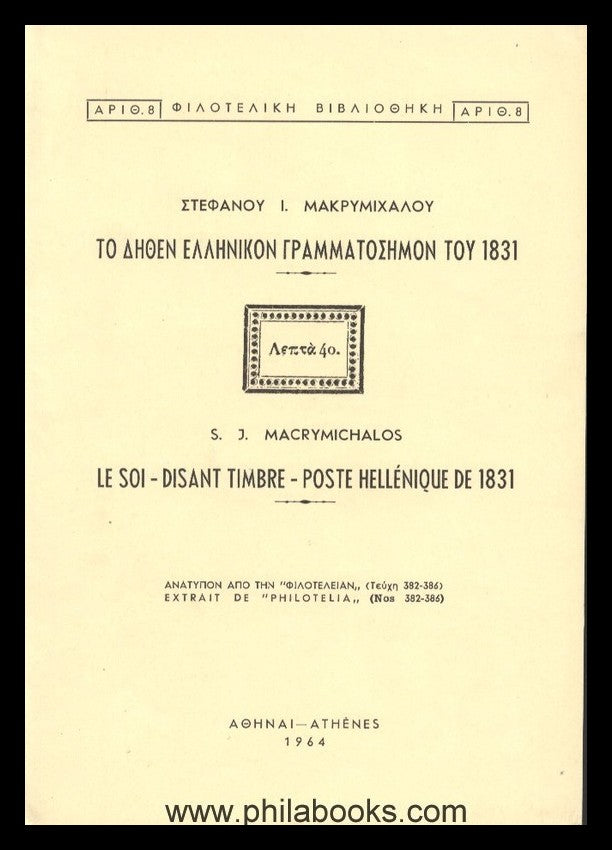 ΑΡΙΘ. 8 ΦΙΛΟΤΕΛΙΚΗ ΒΙΒΛΙΟΘΗΚΗ ΑΡΙΘ. 8
ΣΤΕΦΑΝΟΥ Ι. ΜΑΚΡΥΜΙΧΑΛΟΥ
ΤΟ ΔΗΘΕΝ ΕΛΛΗΝΙΚΟΝ ΓΡΑΜΜΑΤΟΣΗΜΟΝ ΤΟΥ 1831
Λεπτὰ 40.
S. J. MACRYMICHALOS
LE SOI - DISANT TIMBRE - POSTE HELLÉNIQUE DE 1831
ΑΝΑΤΥΠΟΝ ΑΠΟ ΤΗΝ "ΦΙΛΟΤΕΛΕΙΑΝ„ (Τεύχη 382-386)
EXTRAIT DE "PHILOTELIA„ (Nos 382-386)
ΑΘΗΝΑΙ—ATHÈNES
1964
www.philabooks.com